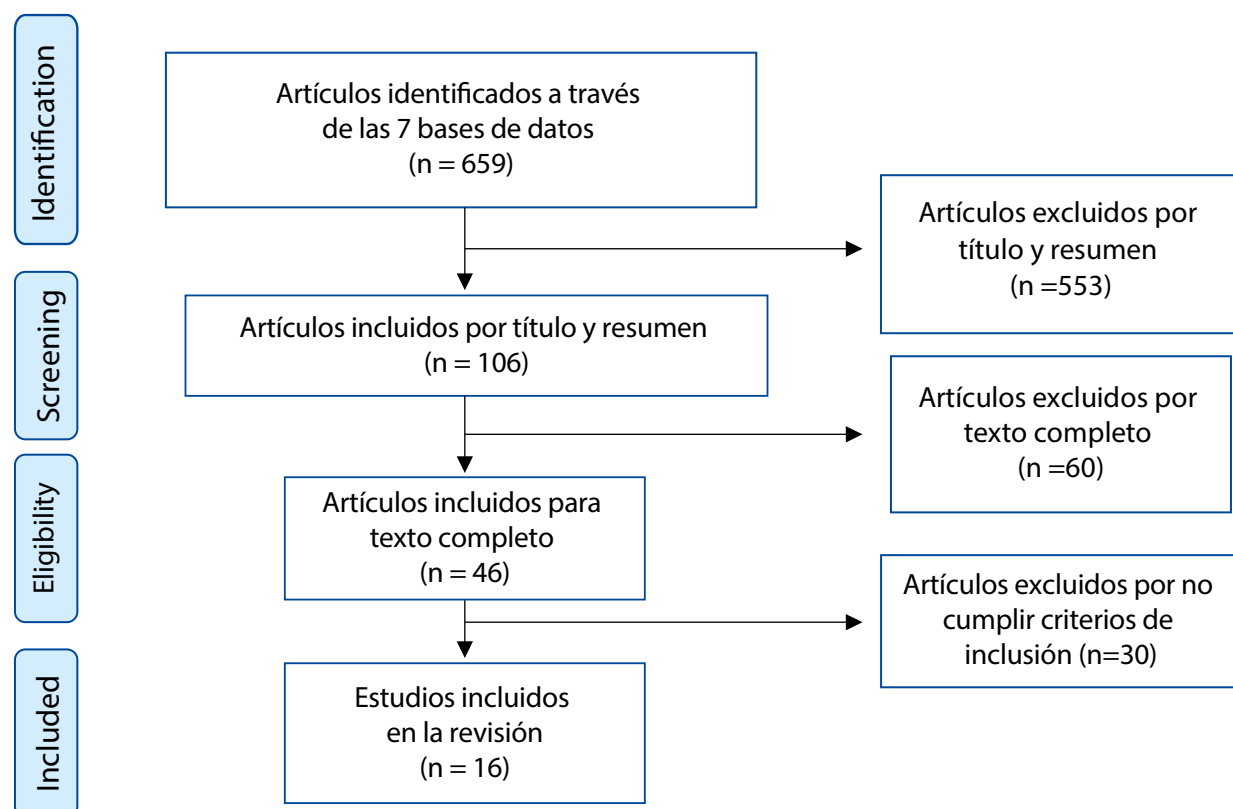 Identification
Artículos identificados a través
de las 7 bases de datos
(n = 659)
Artículos excluidos por
título y resumen
(n =553)
Screening
Artículos incluidos por título y resumen
(n = 106)
Artículos excluidos por
texto completo
(n =60)
Eligibility
Artículos incluidos para
texto completo
(n = 46)
Artículos excluidos por no
cumplir criterios de
inclusión (n=30)
Included
Estudios incluidos
en la revisión
(n = 16)